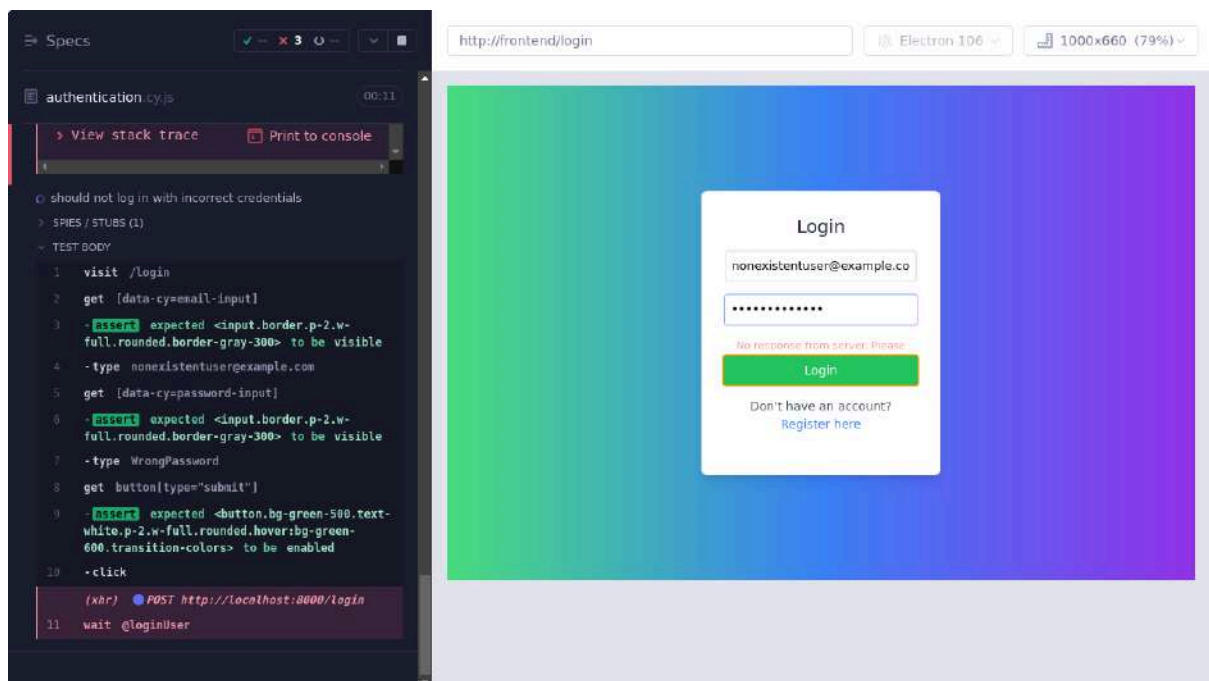 Specs
-- 3 --
authentication.cy.js 00:11
View stack trace Print to console
should not log in with incorrect credentials
SPIES / STUBS (1)
TEST BODY
1 visit /login
2 get [data-cy=email-input]
3 -assert expected <input.border.p-2.w-
full.rounded.border-gray-300> to be visible
4 -type nonexistentuser@example.com
5 get [data-cy=password-input]
6 -assert expected <input.border.p-2.w-
full.rounded.border-gray-300> to be visible
7 -type WrongPassword
8 get button[type="submit"]
9 -assert expected <button.bg-green-500.text-
white.p-2.w-full.rounded.hover:bg-green-
600.transition-colors> to be enabled
10 -click
(xhr) POST http://localhost:8000/login
11 wait @loginUser
http://frontend/login
Electron 106
1000x660 (79%)
Login
nonexistentuser@example.co
•••••••••••••
No response from server. Please
Login
Don't have an account?
Register here